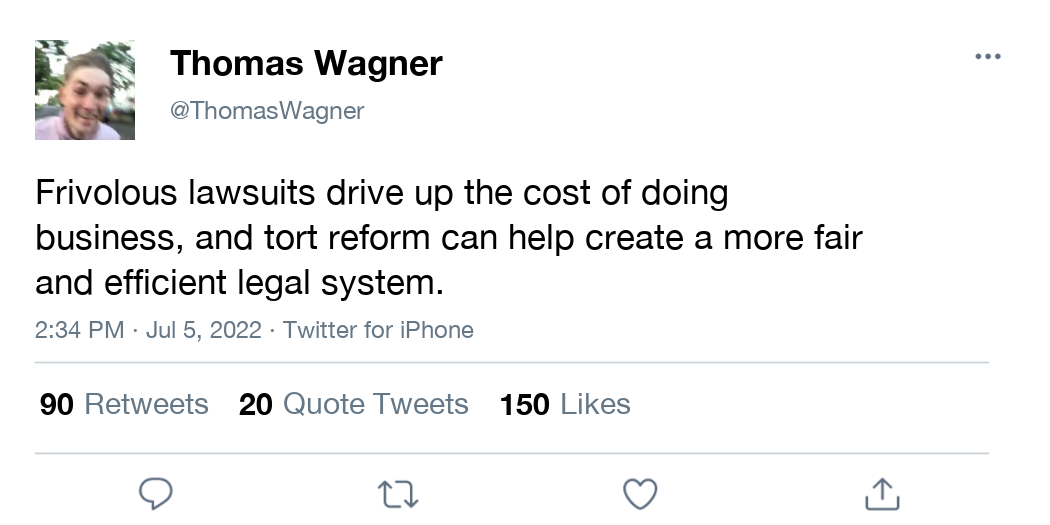 Thomas Wagner
@ThomasWagner
Frivolous lawsuits drive up the cost of doing
business, and tort reform can help create a more fair
and efficient legal system.
2:34 PM · Jul 5, 2022 · Twitter for iPhone
90 Retweets 20 Quote Tweets 150 Likes